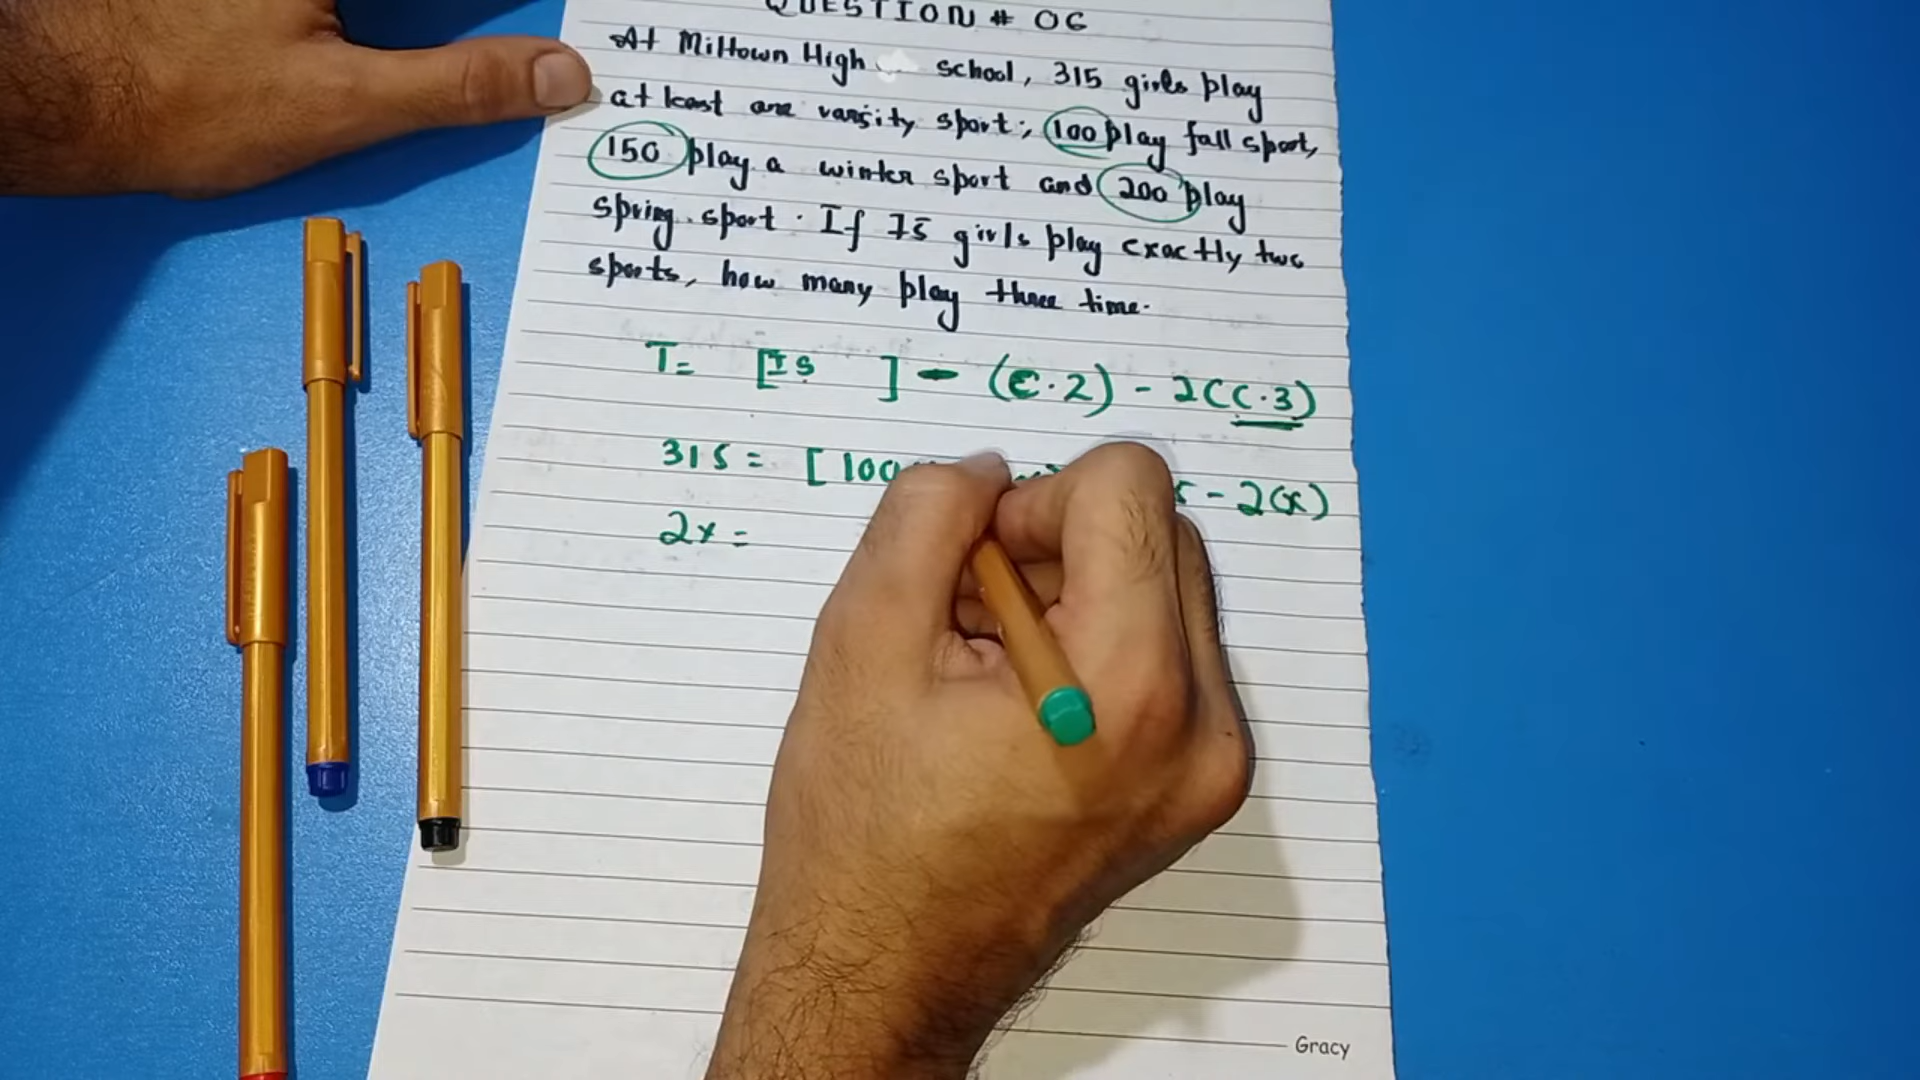 QUESTION # 06
At Milltown High school, 315 girls play
at least one varsity sport; 100 play fall sport,
150 play a winter sport and 200 play
spring sport. If 75 girls play exactly two
sports, how many play three time.
T= [IS ] - (E.2) - 2(C.3)
315 = [100 - 2(x)
2x =
Gracy